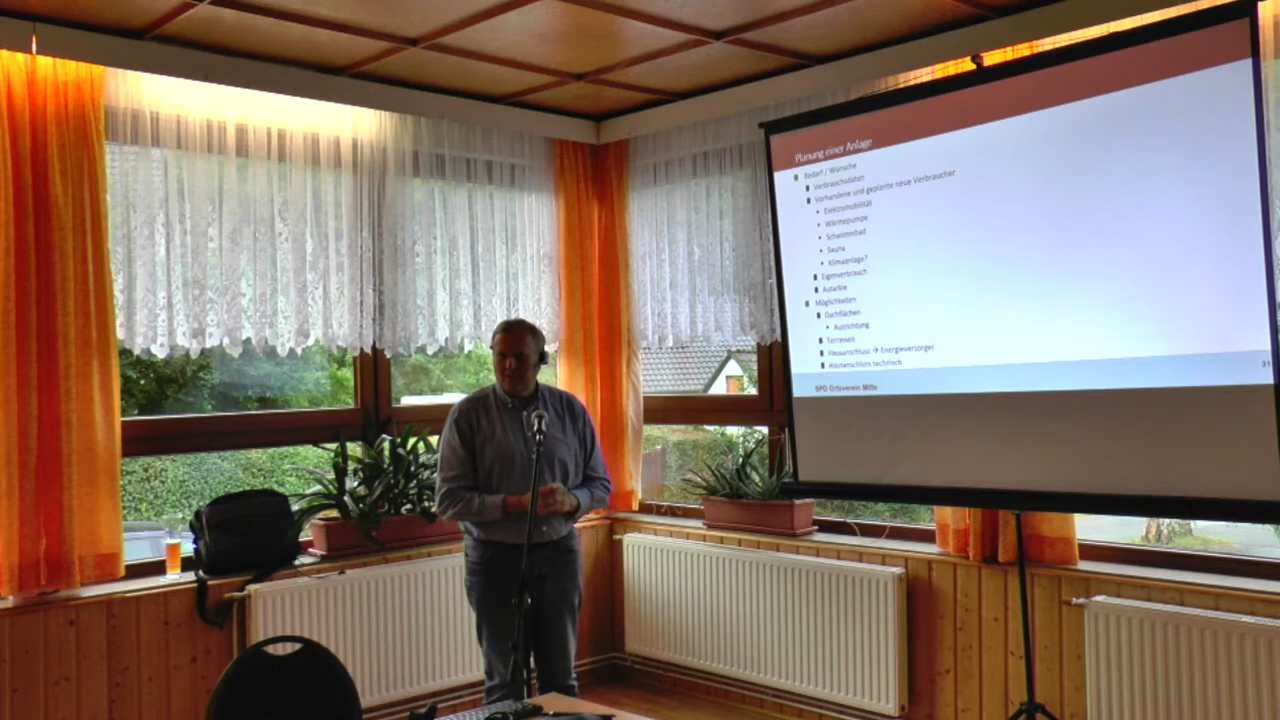 Planung einer Anlage
Bedarf / Wünsche
Verbrauchsdaten
Vorhandene und geplante neue Verbraucher
Elektromobilität
Wärmepumpe
Schwimmbad
Sauna
Klimaanlage?
Eigenverbrauch
Autarkie
Möglichkeiten
Dachflächen
Ausrichtung
Terrassen
Hausanschluss → Energieversorger
Hausanschluss technisch
SPD Ortsverein Mitte
31